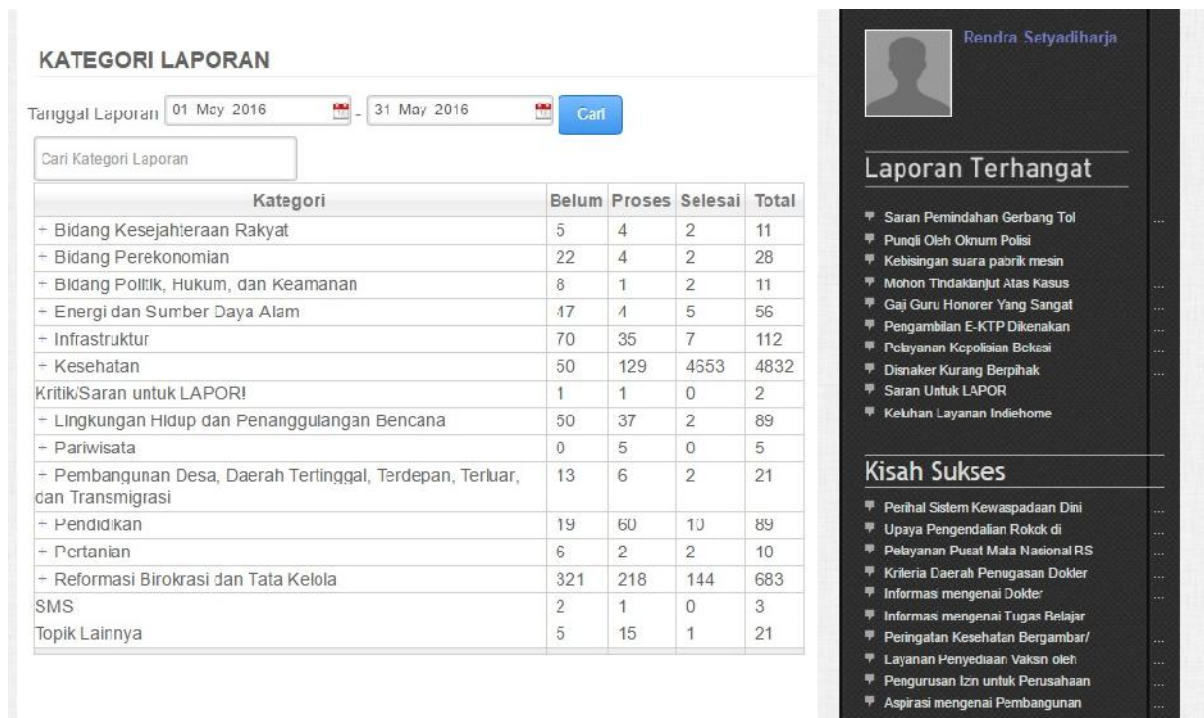 KATEGORI LAPORAN
Tanggal Laporan 01 May 2016 - 31 May 2016 Cari
Cari Kategori Laporan
Kategori Belum Proses Selesai Total
+ Bidang Kesejahteraan Rakyat 5 4 2 11
+ Bidang Perekonomian 22 4 2 28
+ Bidang Politik, Hukum, dan Keamanan 8 1 2 11
+ Energi dan Sumber Daya Alam 47 4 5 56
+ Infrastruktur 70 35 7 112
+ Kesehatan 50 129 4653 4832
Kritik/Saran untuk LAPOR! 1 1 0 2
+ Lingkungan Hidup dan Penanggulangan Bencana 50 37 2 89
+ Pariwisata 0 5 0 5
+ Pembangunan Desa, Daerah Tertinggal, Terdepan, Terluar,
dan Transmigrasi 13 6 2 21
+ Pendidikan 19 60 10 89
+ Pertanian 6 2 2 10
+ Reformasi Birokrasi dan Tata Kelola 321 218 144 683
SMS 2 1 0 3
Topik Lainnya 5 15 1 21
Rendra Setyadiharja
Laporan Terhangat
Saran Pemindahan Gerbang Tol ...
Pungli Oleh Oknum Polisi
Kebisingan suara pabrik mesin
Mohon Tindaklanjut Atas Kasus ...
Gaji Guru Honorer Yang Sangat ...
Pengambilan E-KTP Dikenakan ...
Pelayanan Kepolisian Bekasi ...
Disnaker Kurang Berpihak ...
Saran Untuk LAPOR
Keluhan Layanan Indiehome
Kisah Sukses
Perihal Sistem Kewaspadaan Dini ...
Upaya Pengendalian Rokok di ...
Pelayanan Pusat Mata Nasional RS ...
Kriteria Daerah Penugasan Dokter ...
Informasi mengenai Dokter ...
Informasi mengenai Tugas Belajar
Peringatan Kesehatan Bergambar/ ...
Layanan Penyediaan Vaksin oleh ...
Pengurusan Izin untuk Perusahaan ...
Aspirasi mengenai Pembangunan ...